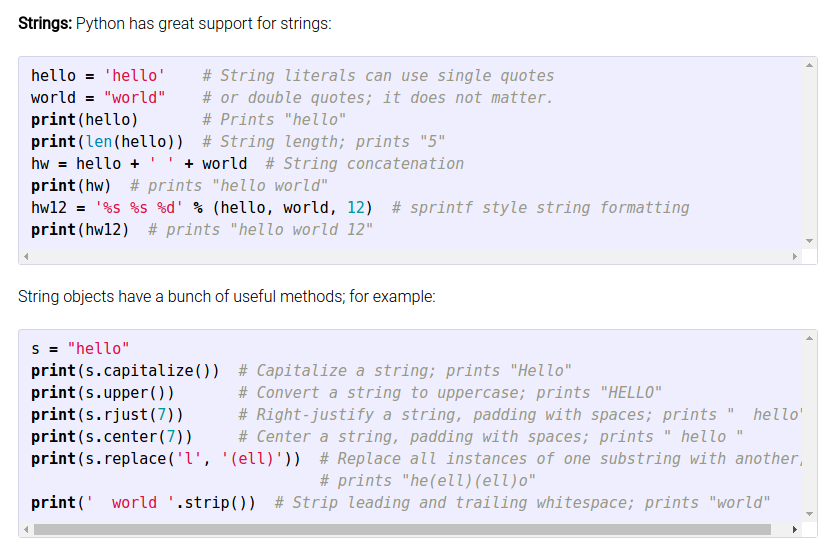 Strings: Python has great support for strings:
hello = 'hello'    # String literals can use single quotes
world = "world"    # or double quotes; it does not matter.
print(hello)       # Prints "hello"
print(len(hello))  # String length; prints "5"
hw = hello + ' ' + world  # String concatenation
print(hw)  # prints "hello world"
hw12 = '%s %s %d' % (hello, world, 12)  # sprintf style string formatting
print(hw12)  # prints "hello world 12"
String objects have a bunch of useful methods; for example:
s = "hello"
print(s.capitalize())  # Capitalize a string; prints "Hello"
print(s.upper())       # Convert a string to uppercase; prints "HELLO"
print(s.rjust(7))      # Right-justify a string, padding with spaces; prints "  hello"
print(s.center(7))     # Center a string, padding with spaces; prints " hello "
print(s.replace('l', '(ell)'))  # Replace all instances of one substring with another;
                                # prints "he(ell)(ell)o"
print('  world '.strip())  # Strip leading and trailing whitespace; prints "world"